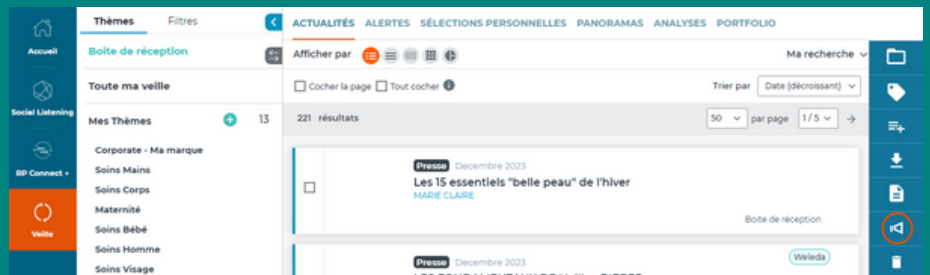 Accueil
Social Listening
RP Connect
Veille
Thèmes Filtres
Boîte de réception
Toute ma veille
Mes Thèmes 13
Corporate - Ma marque
Soins Mains
Soins Corps
Maternité
Soins Bébé
Soins Homme
Soins Visage
ACTUALITÉS ALERTES SÉLECTIONS PERSONNELLES PANORAMAS ANALYSES PORTFOLIO
Afficher par Ma recherche
Cocher la page Tout cocher Trier par Date (décroissant)
221 résultats 50 par page 1/5
Presse Decembre 2023
Les 15 essentiels "belle peau" de l'hiver
MARIE CLAIRE
Boite de réception
Presse Decembre 2023 Weleda